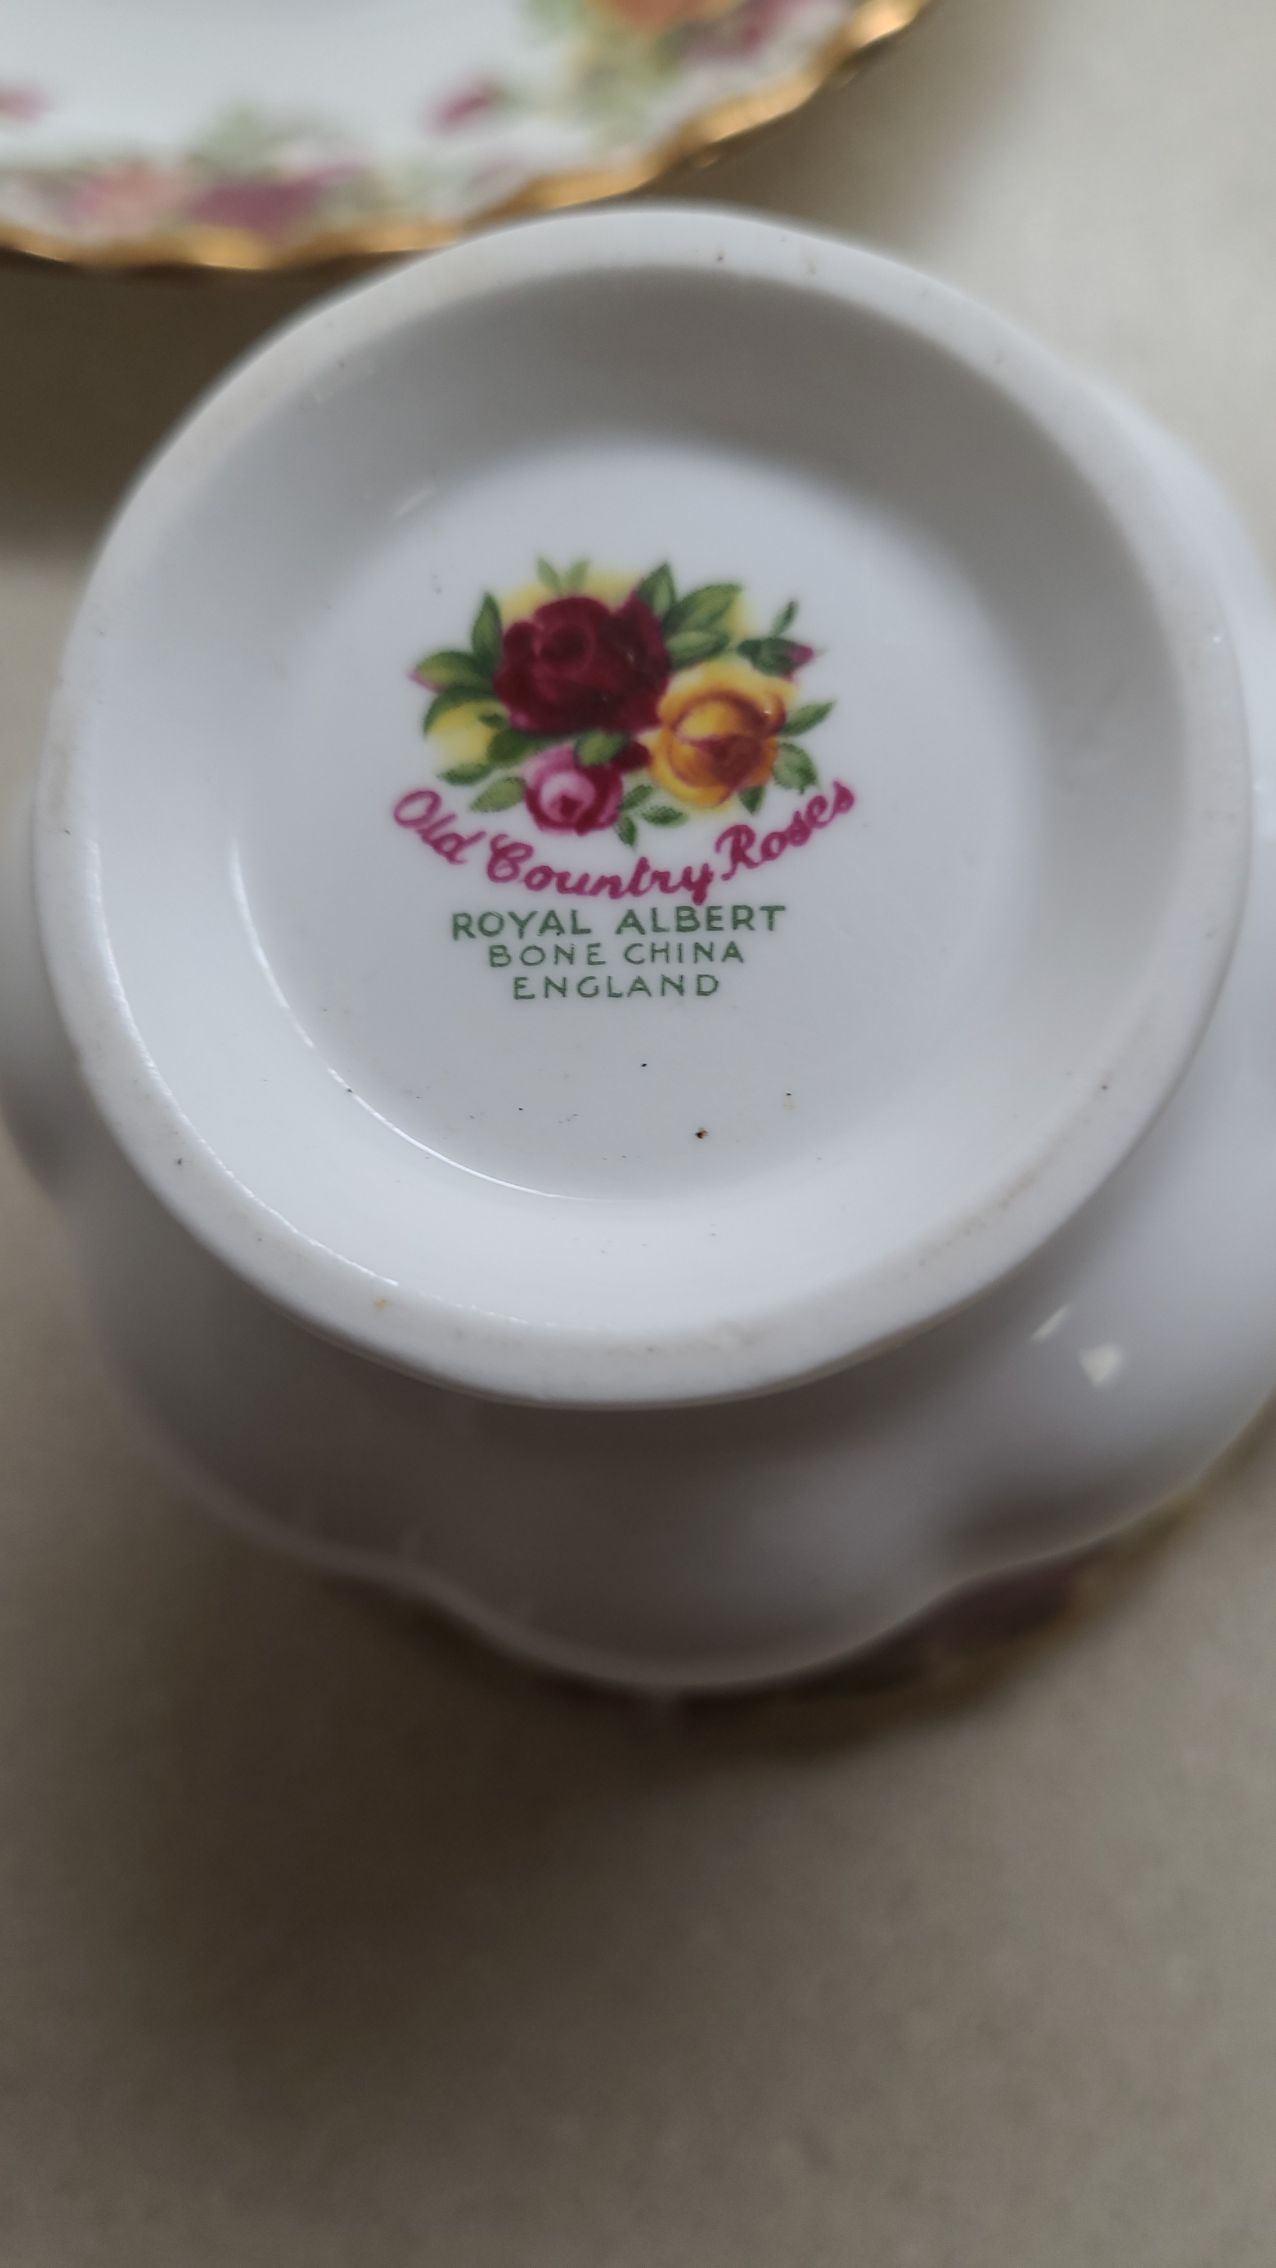 Old Country Roses
ROYAL ALBERT
BONE CHINA
ENGLAND